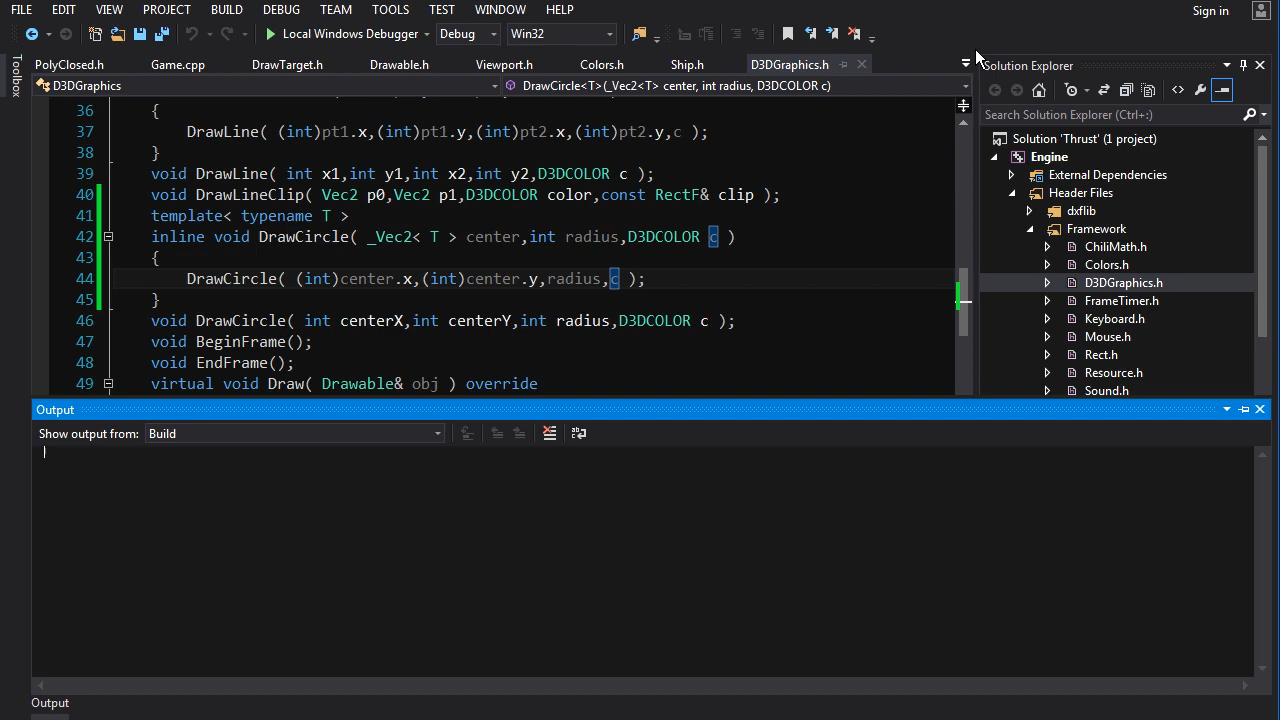 FILE EDIT VIEW PROJECT BUILD DEBUG TEAM TOOLS TEST WINDOW HELP Sign in
Local Windows Debugger Debug Win32
Toolbox
PolyClosed.h Game.cpp DrawTarget.h Drawable.h Viewport.h Colors.h Ship.h D3DGraphics.h
D3DGraphics DrawCircle<T>(_Vec2<T> center, int radius, D3DCOLOR c)
36 {
37 DrawLine( (int)pt1.x,(int)pt1.y,(int)pt2.x,(int)pt2.y,c );
38 }
39 void DrawLine( int x1,int y1,int x2,int y2,D3DCOLOR c );
40 void DrawLineClip( Vec2 p0,Vec2 p1,D3DCOLOR color,const RectF& clip );
41 template< typename T >
42 inline void DrawCircle( _Vec2< T > center,int radius,D3DCOLOR c )
43 {
44 DrawCircle( (int)center.x,(int)center.y,radius,c );
45 }
46 void DrawCircle( int centerX,int centerY,int radius,D3DCOLOR c );
47 void BeginFrame();
48 void EndFrame();
49 virtual void Draw( Drawable& obj ) override
Solution Explorer
Search Solution Explorer (Ctrl+;)
Solution 'Thrust' (1 project)
Engine
External Dependencies
Header Files
dxflib
Framework
ChiliMath.h
Colors.h
D3DGraphics.h
FrameTimer.h
Keyboard.h
Mouse.h
Rect.h
Resource.h
Sound.h
Output
Show output from: Build
Output